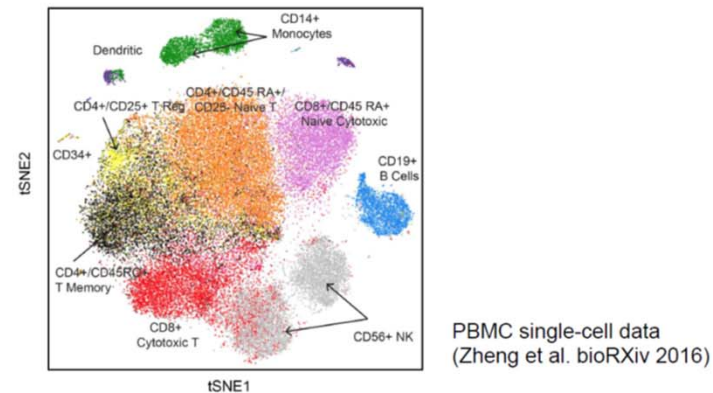 CD14+
Monocytes
Dendritic
CD4+/CD45 RA+/
CD25- Naive T
CD4+/CD25+ T Reg
CD8+/CD45 RA+
Naive Cytotoxic
CD34+
CD19+
B Cells
tSNE2
CD4+/CD45RO+
T Memory
CD8+
Cytotoxic T
CD56+ NK
tSNE1
PBMC single-cell data
(Zheng et al. bioRXiv 2016)